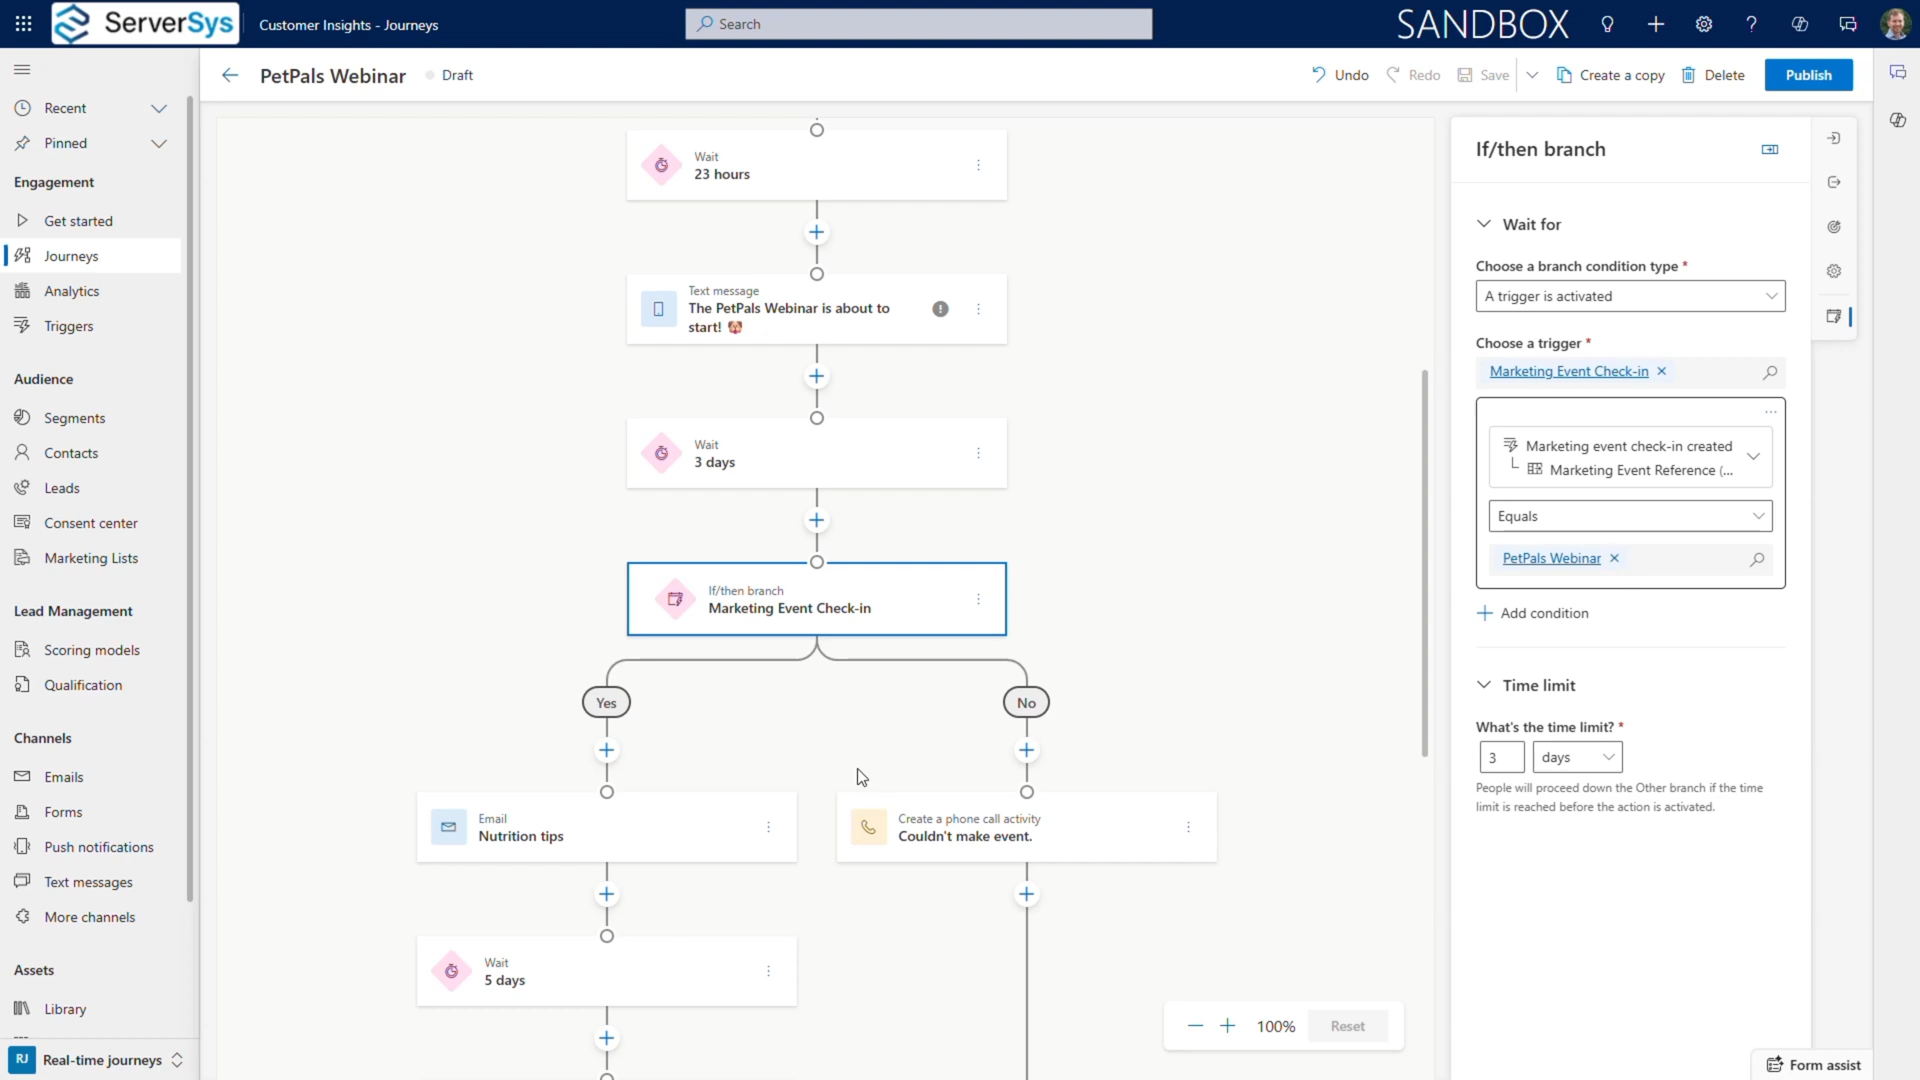 ServerSys
Customer Insights - Journeys
Search
SANDBOX
PetPals Webinar
Draft
Undo
Redo
Save
Create a copy
Delete
Publish
Recent
Pinned
Engagement
Get started
Journeys
Analytics
Triggers
Audience
Segments
Contacts
Leads
Consent center
Marketing Lists
Lead Management
Scoring models
Qualification
Channels
Emails
Forms
Push notifications
Text messages
More channels
Assets
Library
RJ Real-time journeys
Wait
23 hours
Text message
The PetPals Webinar is about to
start! 🐶
Wait
3 days
If/then branch
Marketing Event Check-in
Yes
No
Email
Nutrition tips
Create a phone call activity
Couldn't make event.
Wait
5 days
100%
Reset
If/then branch
Wait for
Choose a branch condition type *
A trigger is activated
Choose a trigger *
Marketing Event Check-in
Marketing event check-in created
Marketing Event Reference (...
Equals
PetPals Webinar
Add condition
Time limit
What's the time limit? *
3 days
People will proceed down the Other branch if the time
limit is reached before the action is activated.
Form assist